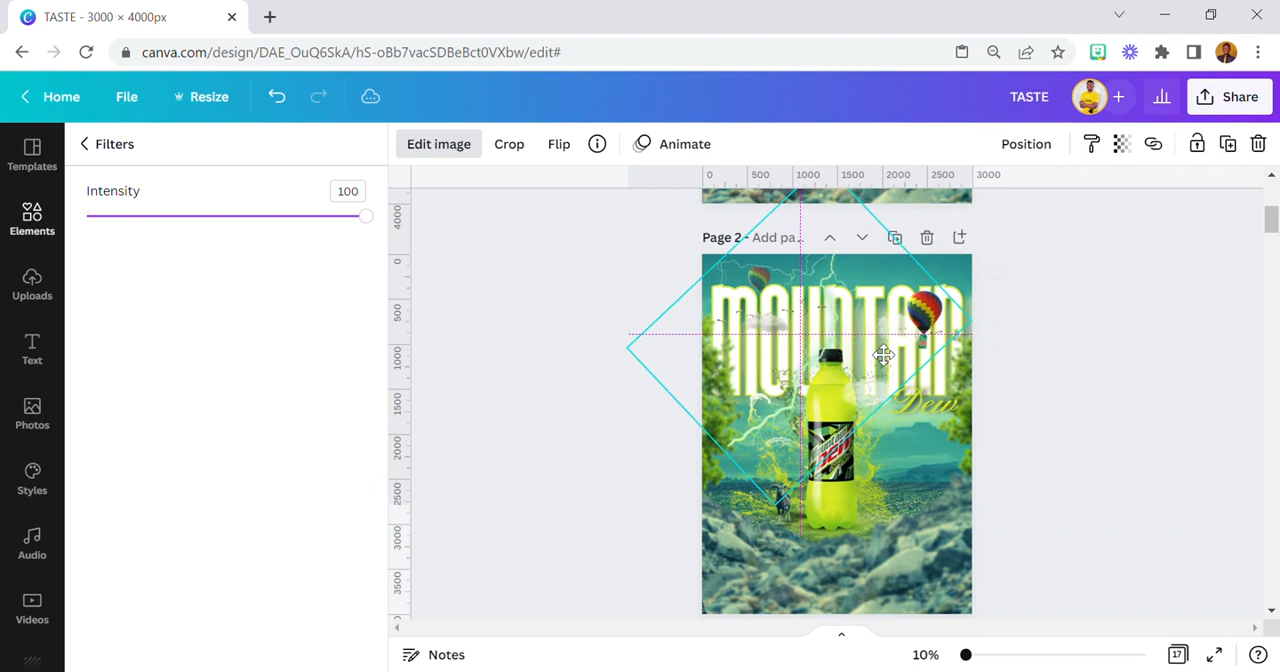 TASTE - 3000 × 4000px
canva.com/design/DAE_OuQ6SkA/hS-oBb7vacSDBeBct0VXbw/edit#
Home
File
Resize
TASTE
Share
Templates
Elements
Uploads
Text
Photos
Styles
Audio
Videos
Filters
Intensity
100
Edit image
Crop
Flip
Animate
Position
0 500 1000 1500 2000 2500 3000
4000
0
500
1000
1500
2000
2500
3000
3500
Page 2 - Add pa...
MOUNTAIN
Dew
Mountain
DEW
Notes
10%
17